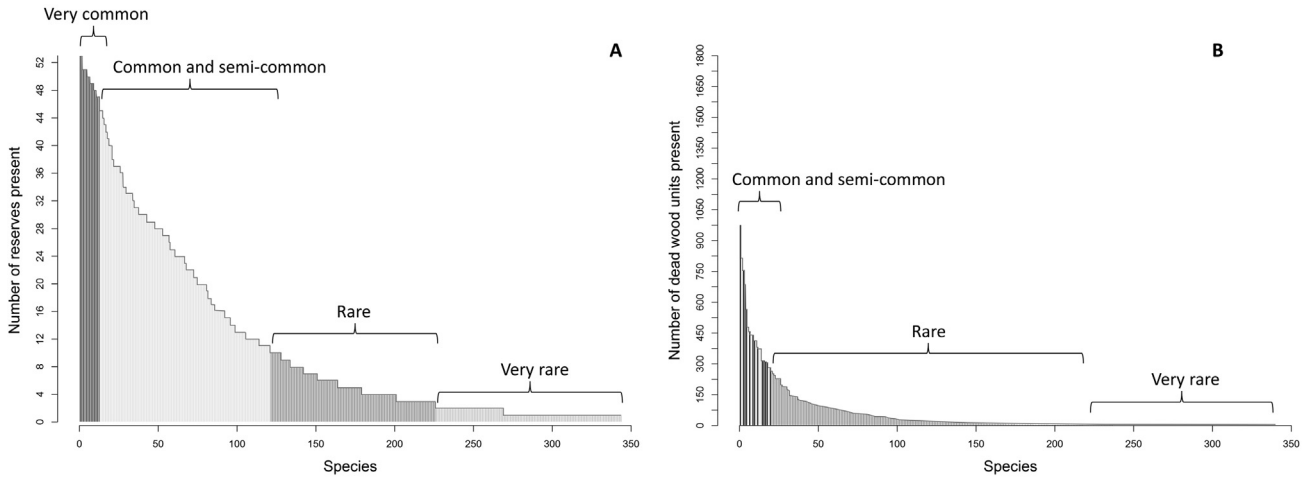 Very common
A
Common and semi-common
Rare
Very rare
Number of reserves present
0 4 8 12 16 20 24 28 32 36 40 44 48 52
0 50 100 150 200 250 300 350
Species
B
Common and semi-common
Rare
Very rare
Number of dead wood units present
0 150 300 450 600 750 900 1050 1200 1350 1500 1650 1800
0 50 100 150 200 250 300 350
Species